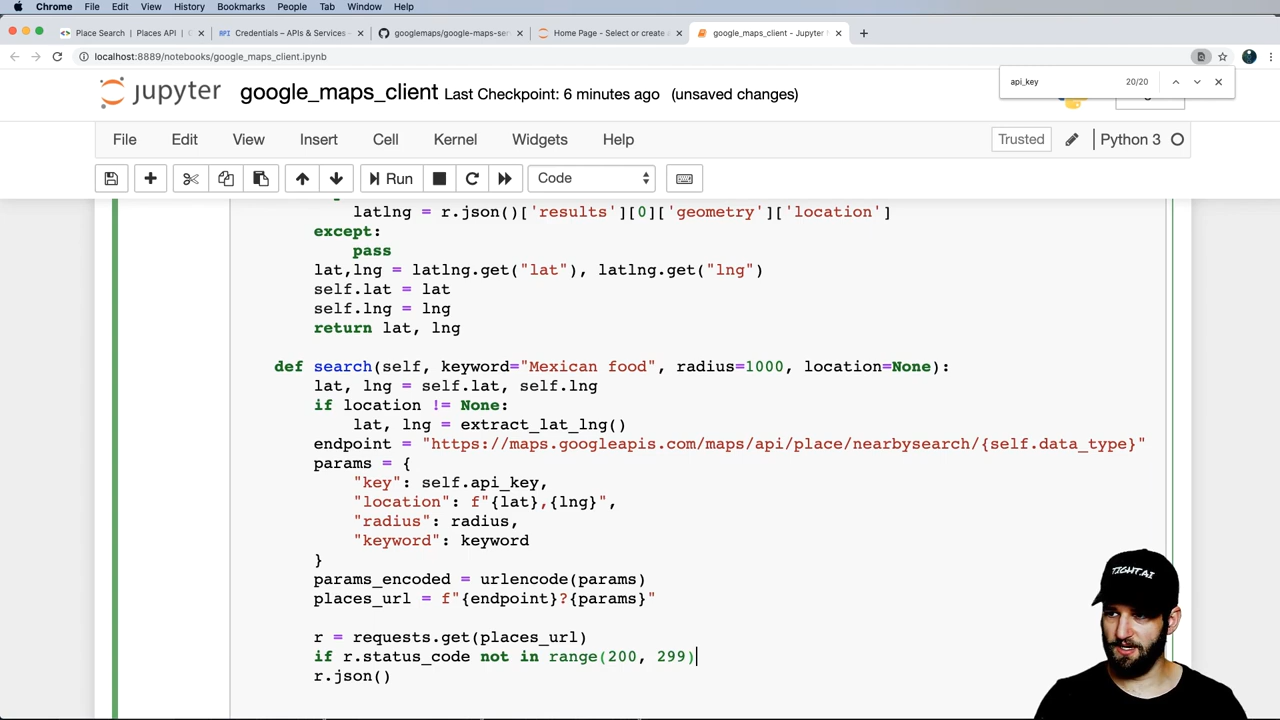 Chrome File Edit View History Bookmarks People Tab Window Help
Place Search | Places API | G
Credentials – APIs & Services -
googlemaps/google-maps-ser
Home Page - Select or create a
google_maps_client - Jupyter N
localhost:8889/notebooks/google_maps_client.ipynb
api_key 20/20
jupyter google_maps_client Last Checkpoint: 6 minutes ago (unsaved changes)
File Edit View Insert Cell Kernel Widgets Help Trusted Python 3
Run Code
latlng = r.json()['results'][0]['geometry']['location']
except:
pass
lat,lng = latlng.get("lat"), latlng.get("lng")
self.lat = lat
self.lng = lng
return lat, lng
def search(self, keyword="Mexican food", radius=1000, location=None):
lat, lng = self.lat, self.lng
if location != None:
lat, lng = extract_lat_lng()
endpoint = "https://maps.googleapis.com/maps/api/place/nearbysearch/{self.data_type}"
params = {
"key": self.api_key,
"location": f"{lat},{lng}",
"radius": radius,
"keyword": keyword
}
params_encoded = urlencode(params)
places_url = f"{endpoint}?{params}"
r = requests.get(places_url)
if r.status_code not in range(200, 299)
r.json()
TIGHT.AI